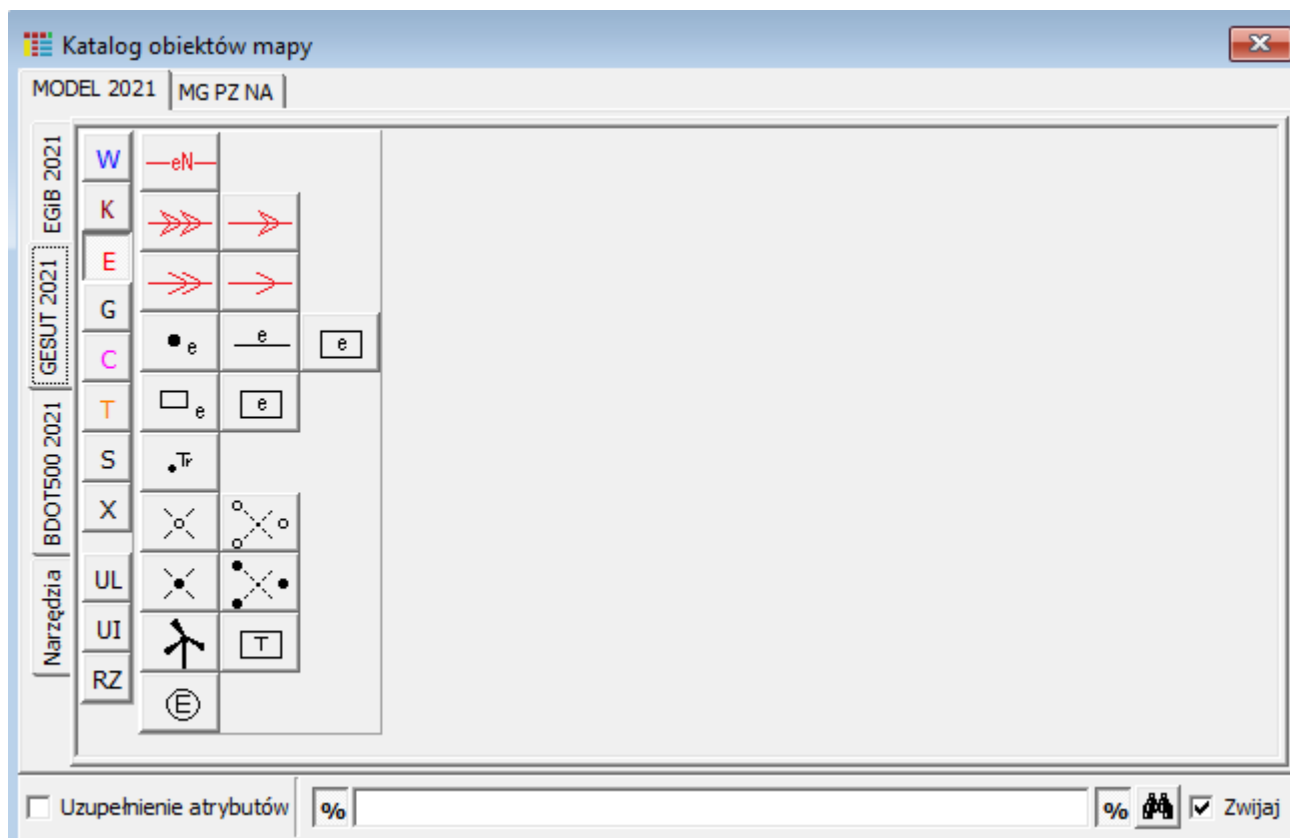 Katalog obiektów mapy
MODEL 2021
MG PZ NA
EGiB 2021
GESUT 2021
BDOT500 2021
Narzędzia
W
K
E
G
C
T
S
X
UL
UI
RZ
eN
e
e
e
e
e
Tr
T
E
Uzupełnienie atrybutów
%
%
Zwijaj